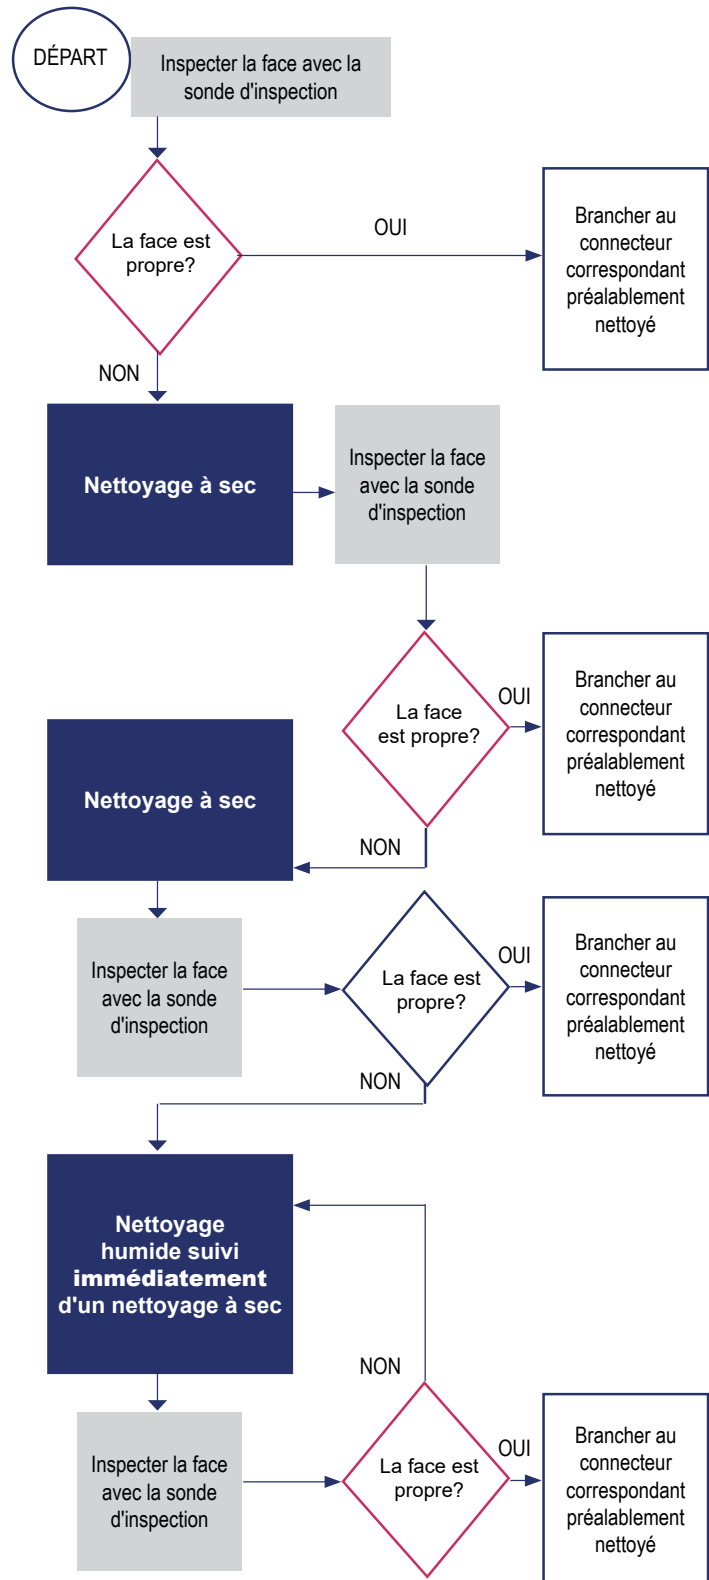 DÉPART
Inspecter la face avec la
sonde d'inspection
La face est
propre?
OUI
Brancher au
connecteur
correspondant
préalablement
nettoyé
NON
Nettoyage à sec
Inspecter la face
avec la sonde
d'inspection
La face
est propre?
OUI
Brancher au
connecteur
correspondant
préalablement
nettoyé
NON
Nettoyage à sec
Inspecter la face
avec la sonde
d'inspection
La face est
propre?
OUI
Brancher au
connecteur
correspondant
préalablement
nettoyé
NON
Nettoyage
humide suivi
immédiatement
d'un nettoyage à sec
NON
Inspecter la face
avec la sonde
d'inspection
La face est
propre?
OUI
Brancher au
connecteur
correspondant
préalablement
nettoyé